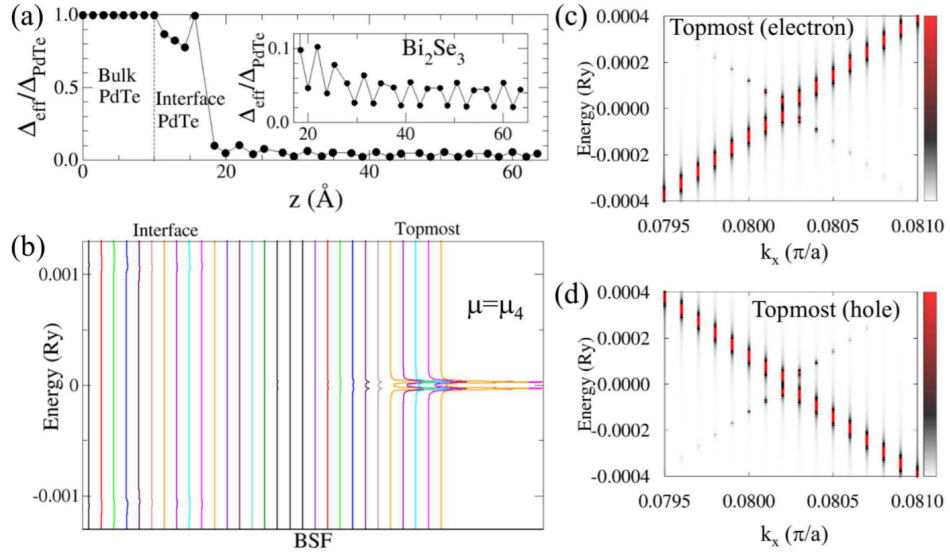 (a)
1.0
Δeff/ΔPdTe
0.0
Bulk
PdTe
Interface
PdTe
0 20 40 60
z (Å)
0.1
Δeff/ΔPdTe
0.0
Bi2Se3
20 30 40 50 60
(b)
Interface
Topmost
0.001
0
-0.001
Energy (Ry)
μ=μ4
BSF
(c)
Topmost (electron)
0.0004
0.0002
0.0000
-0.0002
-0.0004
Energy (Ry)
0.0795 0.0800 0.0805 0.0810
kx (π/a)
(d)
Topmost (hole)
0.0004
0.0002
0.0000
-0.0002
-0.0004
Energy (Ry)
0.0795 0.0800 0.0805 0.0810
kx (π/a)